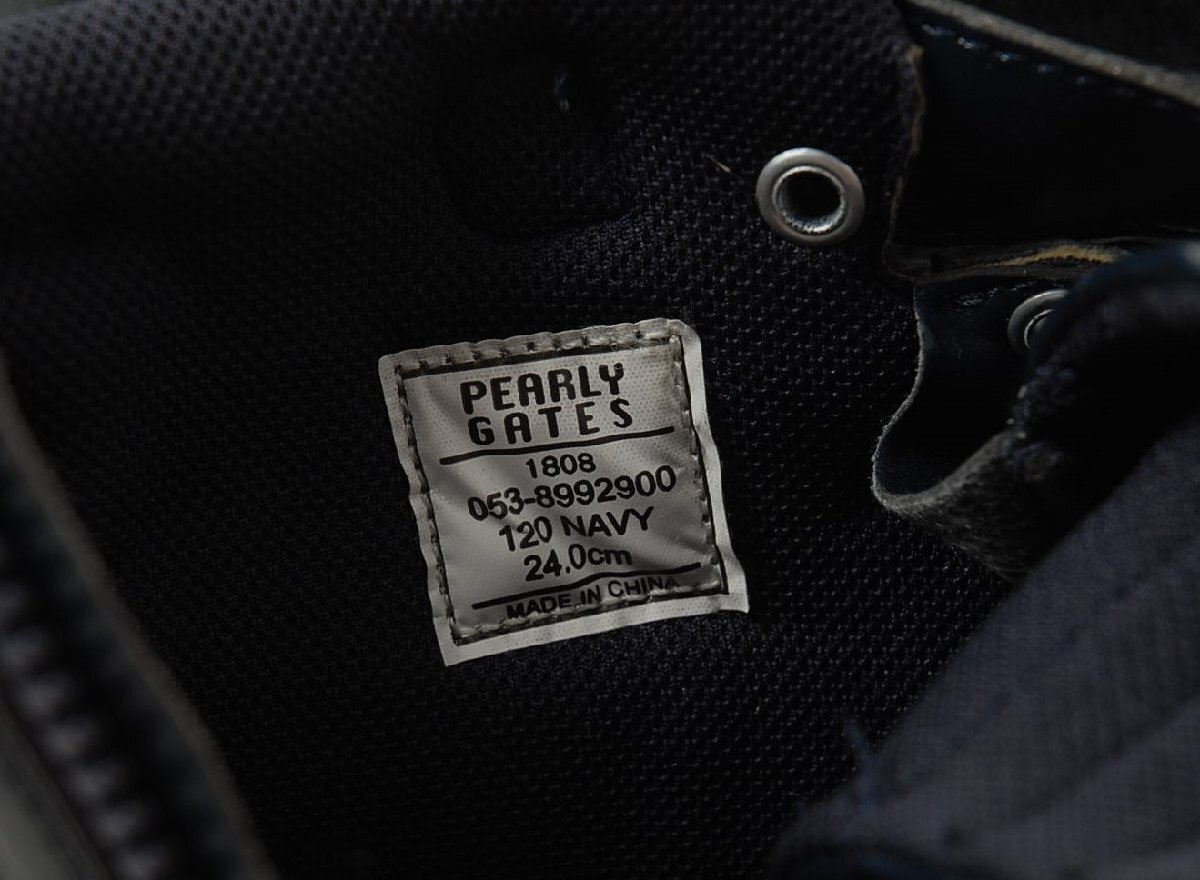 PEARLY
GATES
1808
053-8992900
120 NAVY
24.0cm
MADE IN CHINA